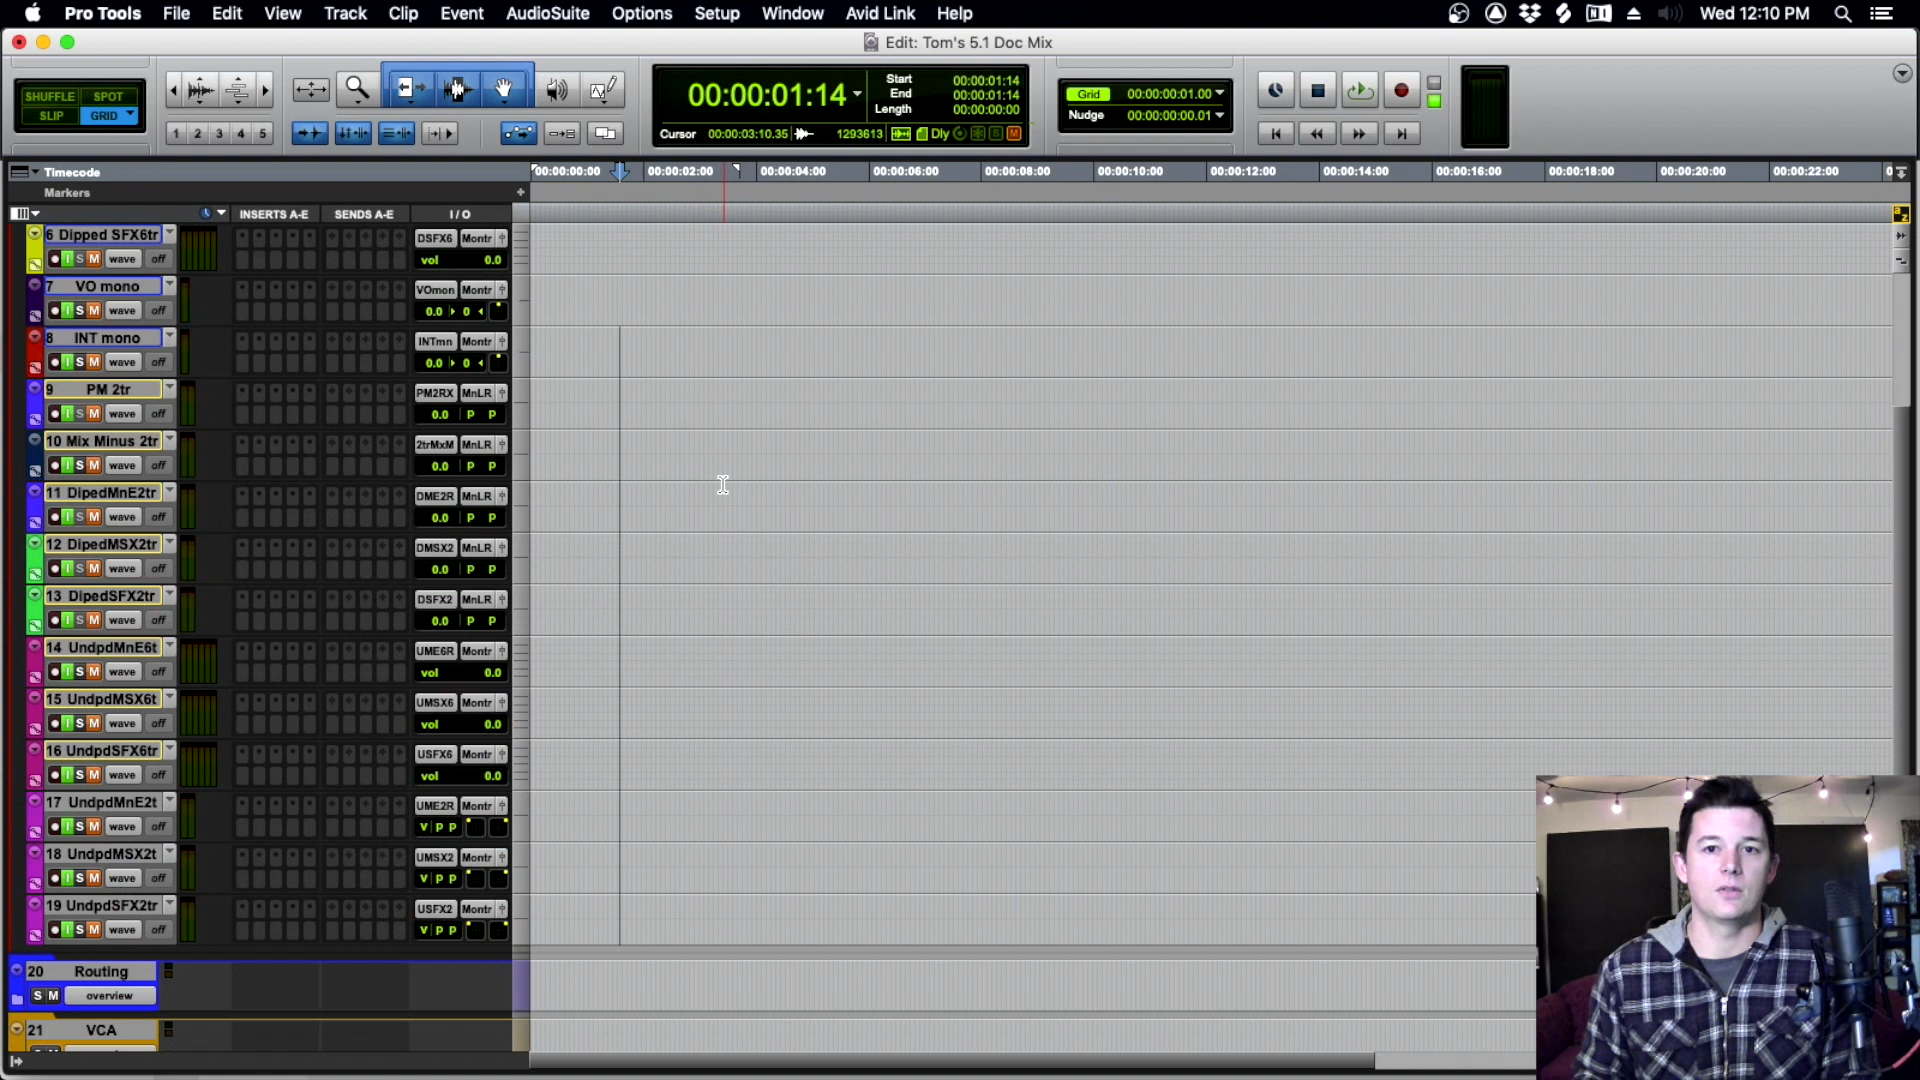 Pro Tools File Edit View Track Clip Event AudioSuite Options Setup Window Avid Link Help Wed 12:10 PM
Edit: Tom's 5.1 Doc Mix
SHUFFLE SPOT
SLIP GRID
1 2 3 4 5
00:00:01:14
Start 00:00:01:14
End 00:00:01:14
Length 00:00:00:00
Cursor 00:00:03:10.35 1293613 Dly S M
Grid 00:00:00:01.00
Nudge 00:00:00:00.01
Timecode 00:00:00:00 00:00:02:00 00:00:04:00 00:00:06:00 00:00:08:00 00:00:10:00 00:00:12:00 00:00:14:00 00:00:16:00 00:00:18:00 00:00:20:00 00:00:22:00 0
Markers
INSERTS A-E SENDS A-E I / O
6 Dipped SFX6tr DSFX6 Montr
I S M wave off vol 0.0
7 VO mono VOmon Montr
I S M wave off 0.0 0
8 INT mono INTmn Montr
I S M wave off 0.0 0
9 PM 2tr PM2RX MnLR
I S M wave off 0.0 P P
10 Mix Minus 2tr 2trMxM MnLR
I S M wave off 0.0 P P
11 DipedMnE2tr DME2R MnLR
I S M wave off 0.0 P P
12 DipedMSX2tr DMSX2 MnLR
I S M wave off 0.0 P P
13 DipedSFX2tr DSFX2 MnLR
I S M wave off 0.0 P P
14 UndpdMnE6t UME6R Montr
I S M wave off vol 0.0
15 UndpdMSX6t UMSX6 Montr
I S M wave off vol 0.0
16 UndpdSFX6tr USFX6 Montr
I S M wave off vol 0.0
17 UndpdMnE2t UME2R Montr
I S M wave off V P P
18 UndpdMSX2t UMSX2 Montr
I S M wave off V P P
19 UndpdSFX2tr USFX2 Montr
I S M wave off V P P
20 Routing
S M overview
21 VCA